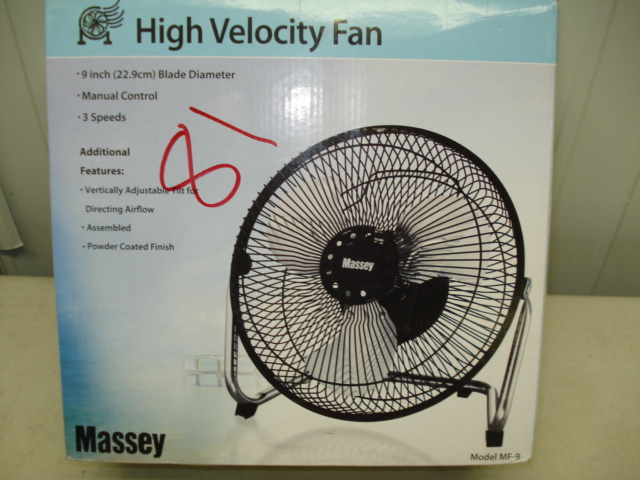 High Velocity Fan
• 9 inch (22.9cm) Blade Diameter
• Manual Control
• 3 Speeds
Additional
Features:
• Vertically Adjustable Tilt for
Directing Airflow
• Assembled
• Powder Coated Finish
8
Massey
Massey
Model MF-9